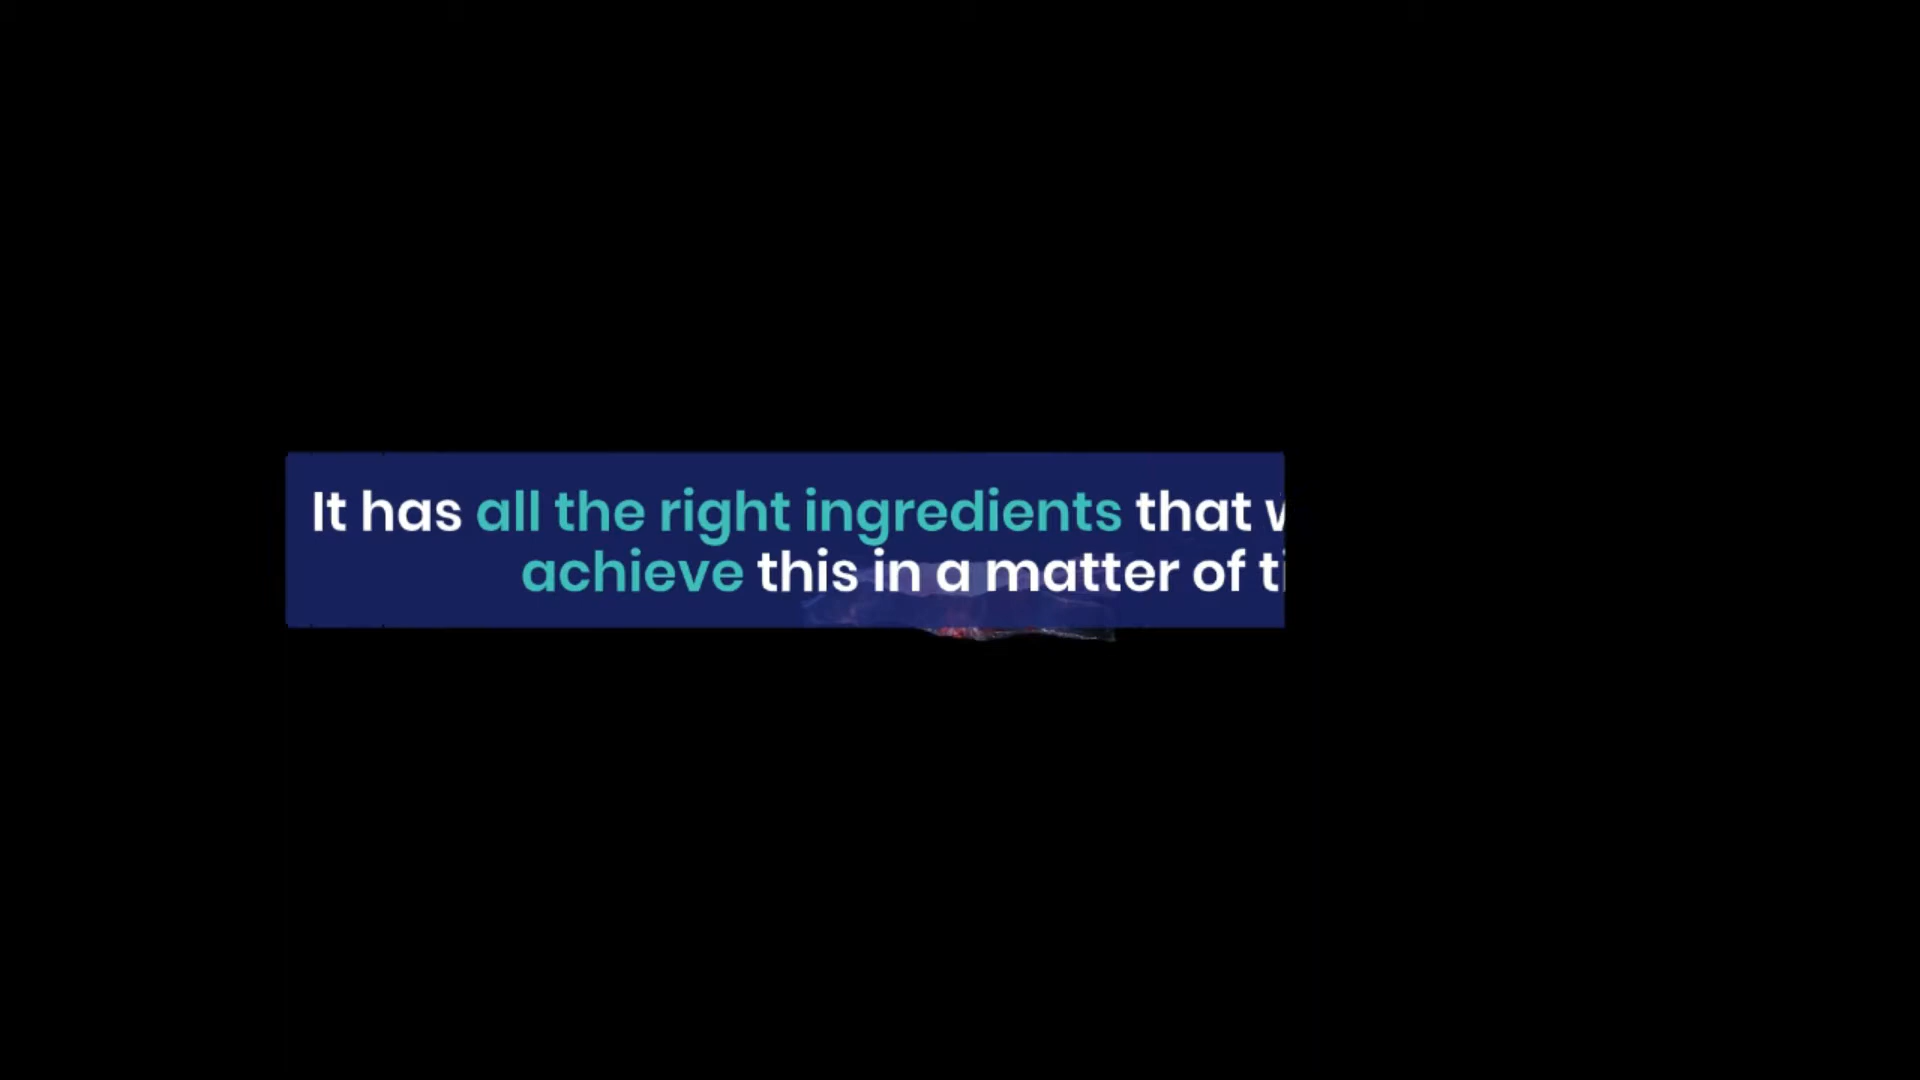 It has all the right ingredients that
achieve this in a matter of